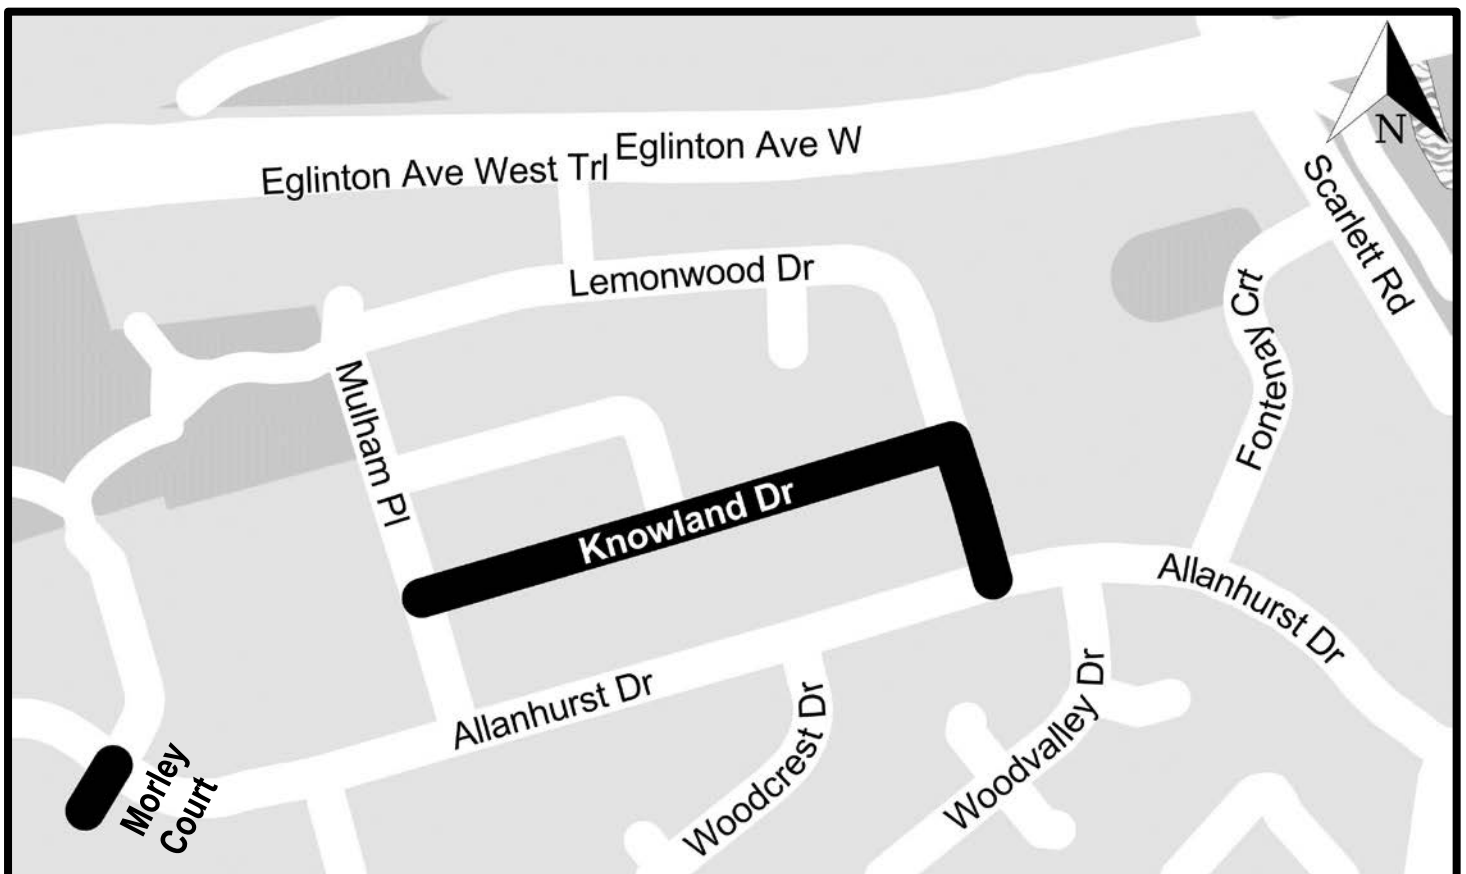 Eglinton Ave West Trl
Eglinton Ave W
N
Scarlett Rd
Lemonwood Dr
Fontenay Crt
Mulham Pl
Knowland Dr
Allanhurst Dr
Allanhurst Dr
Woodcrest Dr
Woodvalley Dr
Morley
Court